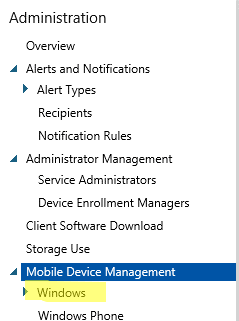 Administration
Overview
Alerts and Notifications
Alert Types
Recipients
Notification Rules
Administrator Management
Service Administrators
Device Enrollment Managers
Client Software Download
Storage Use
Mobile Device Management
Windows
Windows Phone